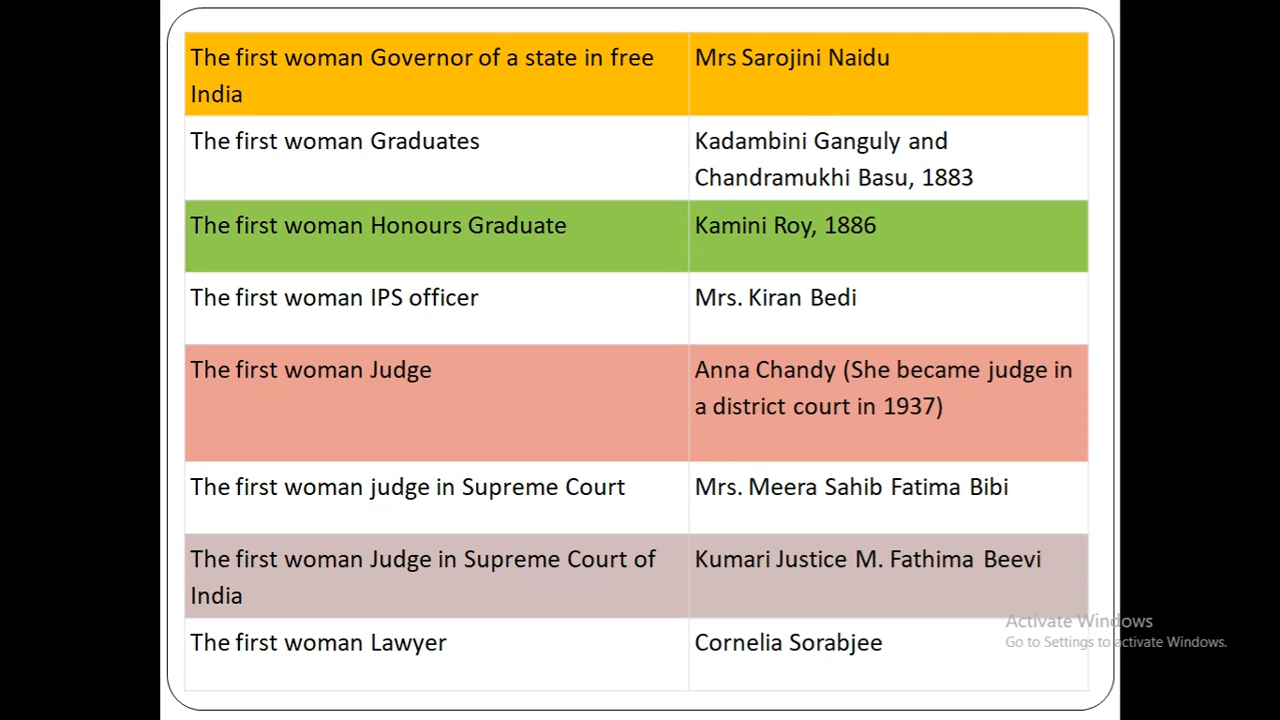 The first woman Governor of a state in free Mrs Sarojini Naidu
India
The first woman Graduates Kadambini Ganguly and
Chandramukhi Basu, 1883
The first woman Honours Graduate Kamini Roy, 1886
The first woman IPS officer Mrs. Kiran Bedi
The first woman Judge Anna Chandy (She became judge in
a district court in 1937)
The first woman judge in Supreme Court Mrs. Meera Sahib Fatima Bibi
The first woman Judge in Supreme Court of Kumari Justice M. Fathima Beevi
India
The first woman Lawyer Cornelia Sorabjee
Activate Windows
Go to Settings to activate Windows.